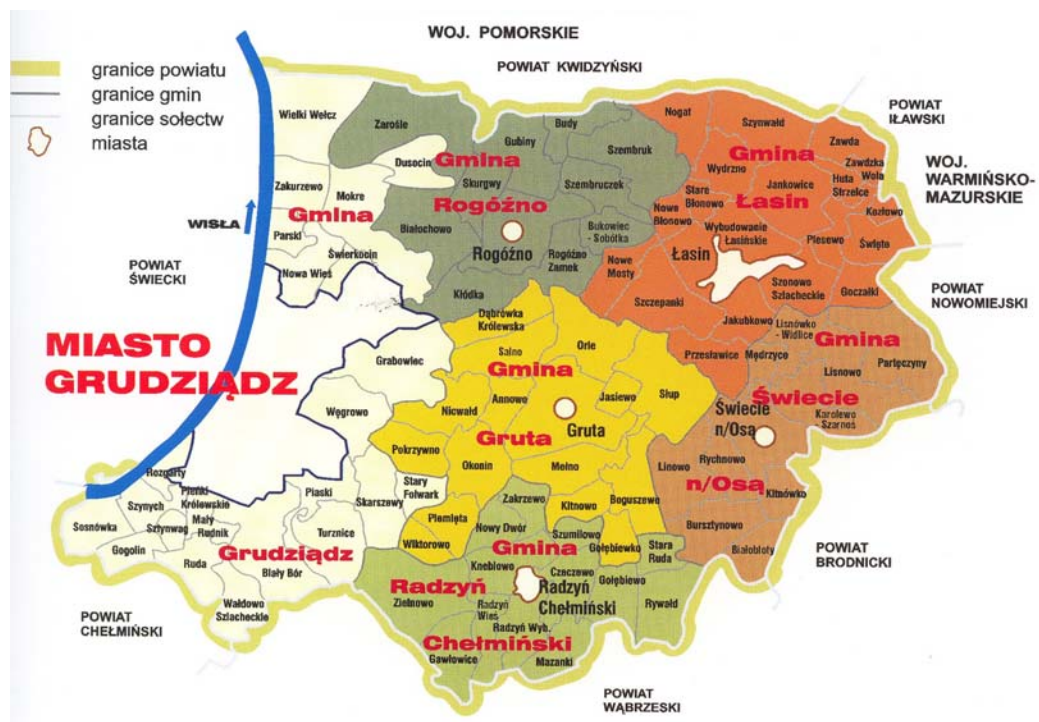 WOJ. POMORSKIE
POWIAT KWIDZYŃSKI
granice powiatu
granice gmin
granice sołectw
miasta
POWIAT
IŁAWSKI
WOJ.
WARMIŃSKO-
MAZURSKIE
POWIAT
NOWOMIEJSKI
POWIAT
BRODNICKI
POWIAT
WĄBRZESKI
POWIAT
CHEŁMIŃSKI
POWIAT
ŚWIECKI
WISŁA
MIASTO
GRUDZIĄDZ
Gmina
Grudziądz
Wielki Wełcz
Zakurzewo
Mokre
Dusocin
Parski
Świerkocin
Nowa Wieś
Grabowiec
Węgrowo
Skarszewy
Stary
Folwark
Piaski
Turznice
Rozgarty
Pieńki
Królewskie
Mały
Rudnik
Szynych
Sztynwag
Sosnówka
Gogolin
Ruda
Biały Bór
Wałdowo
Szlacheckie
Gmina
Rogóźno
Zarośle
Gubiny
Budy
Szembruk
Skurgwy
Szembruczek
Białochowo
Bukowiec
- Sobótka
Rogóźno
Rogóźno
Zamek
Kłódka
Gmina
Łasin
Nogat
Szynwałd
Zawda
Zawdzka
Wola
Wydrzno
Jankowice
Huta
Strzelce
Stare
Błonowo
Nowe
Błonowo
Kozłowo
Wybudowanie
Łasińskie
Plesewo
Święto
Nowe
Mosty
Łasin
Szczepanki
Szonowo
Szlacheckie
Goczałki
Jakubkowo
Przesławice
Gmina
Świecie
n/Osą
Lisnówko
- Widlice
Mędrzyce
Lisnowo
Partęczyny
Świecie
n/Osą
Karolewo
- Szarnoś
Linowo
Rychnowo
Kitnówko
Bursztynowo
Białobłoty
Gmina
Gruta
Dąbrówka
Królewska
Salno
Orle
Nicwałd
Annowo
Jasiewo
Słup
Gruta
Pokrzywno
Okonin
Mełno
Boguszewo
Kitnowo
Plemięta
Wiktorowo
Gołębiewko
Gmina
Radzyń
Chełmiński
Zakrzewo
Nowy Dwór
Szumiłowo
Stara
Ruda
Kneblowo
Czeczewo
Gołębiewo
Zielnowo
Radzyń
Chełmiński
Rywałd
Radzyń
Wieś
Radzyń Wyb.
Gawłowice
Mazanki